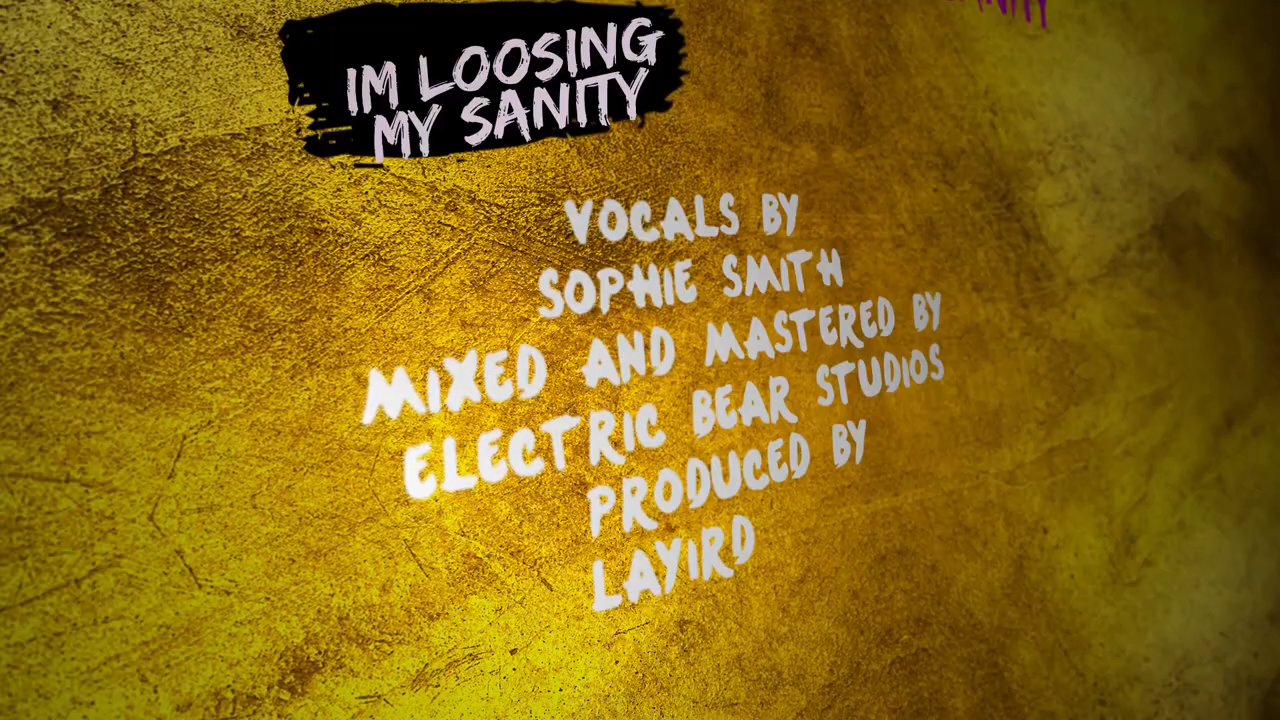 IM LOOSING
MY SANITY
VOCALS BY
SOPHIE SMITH
MIXED AND MASTERED BY
ELECTRIC BEAR STUDIOS
PRODUCED BY
LAYIRD